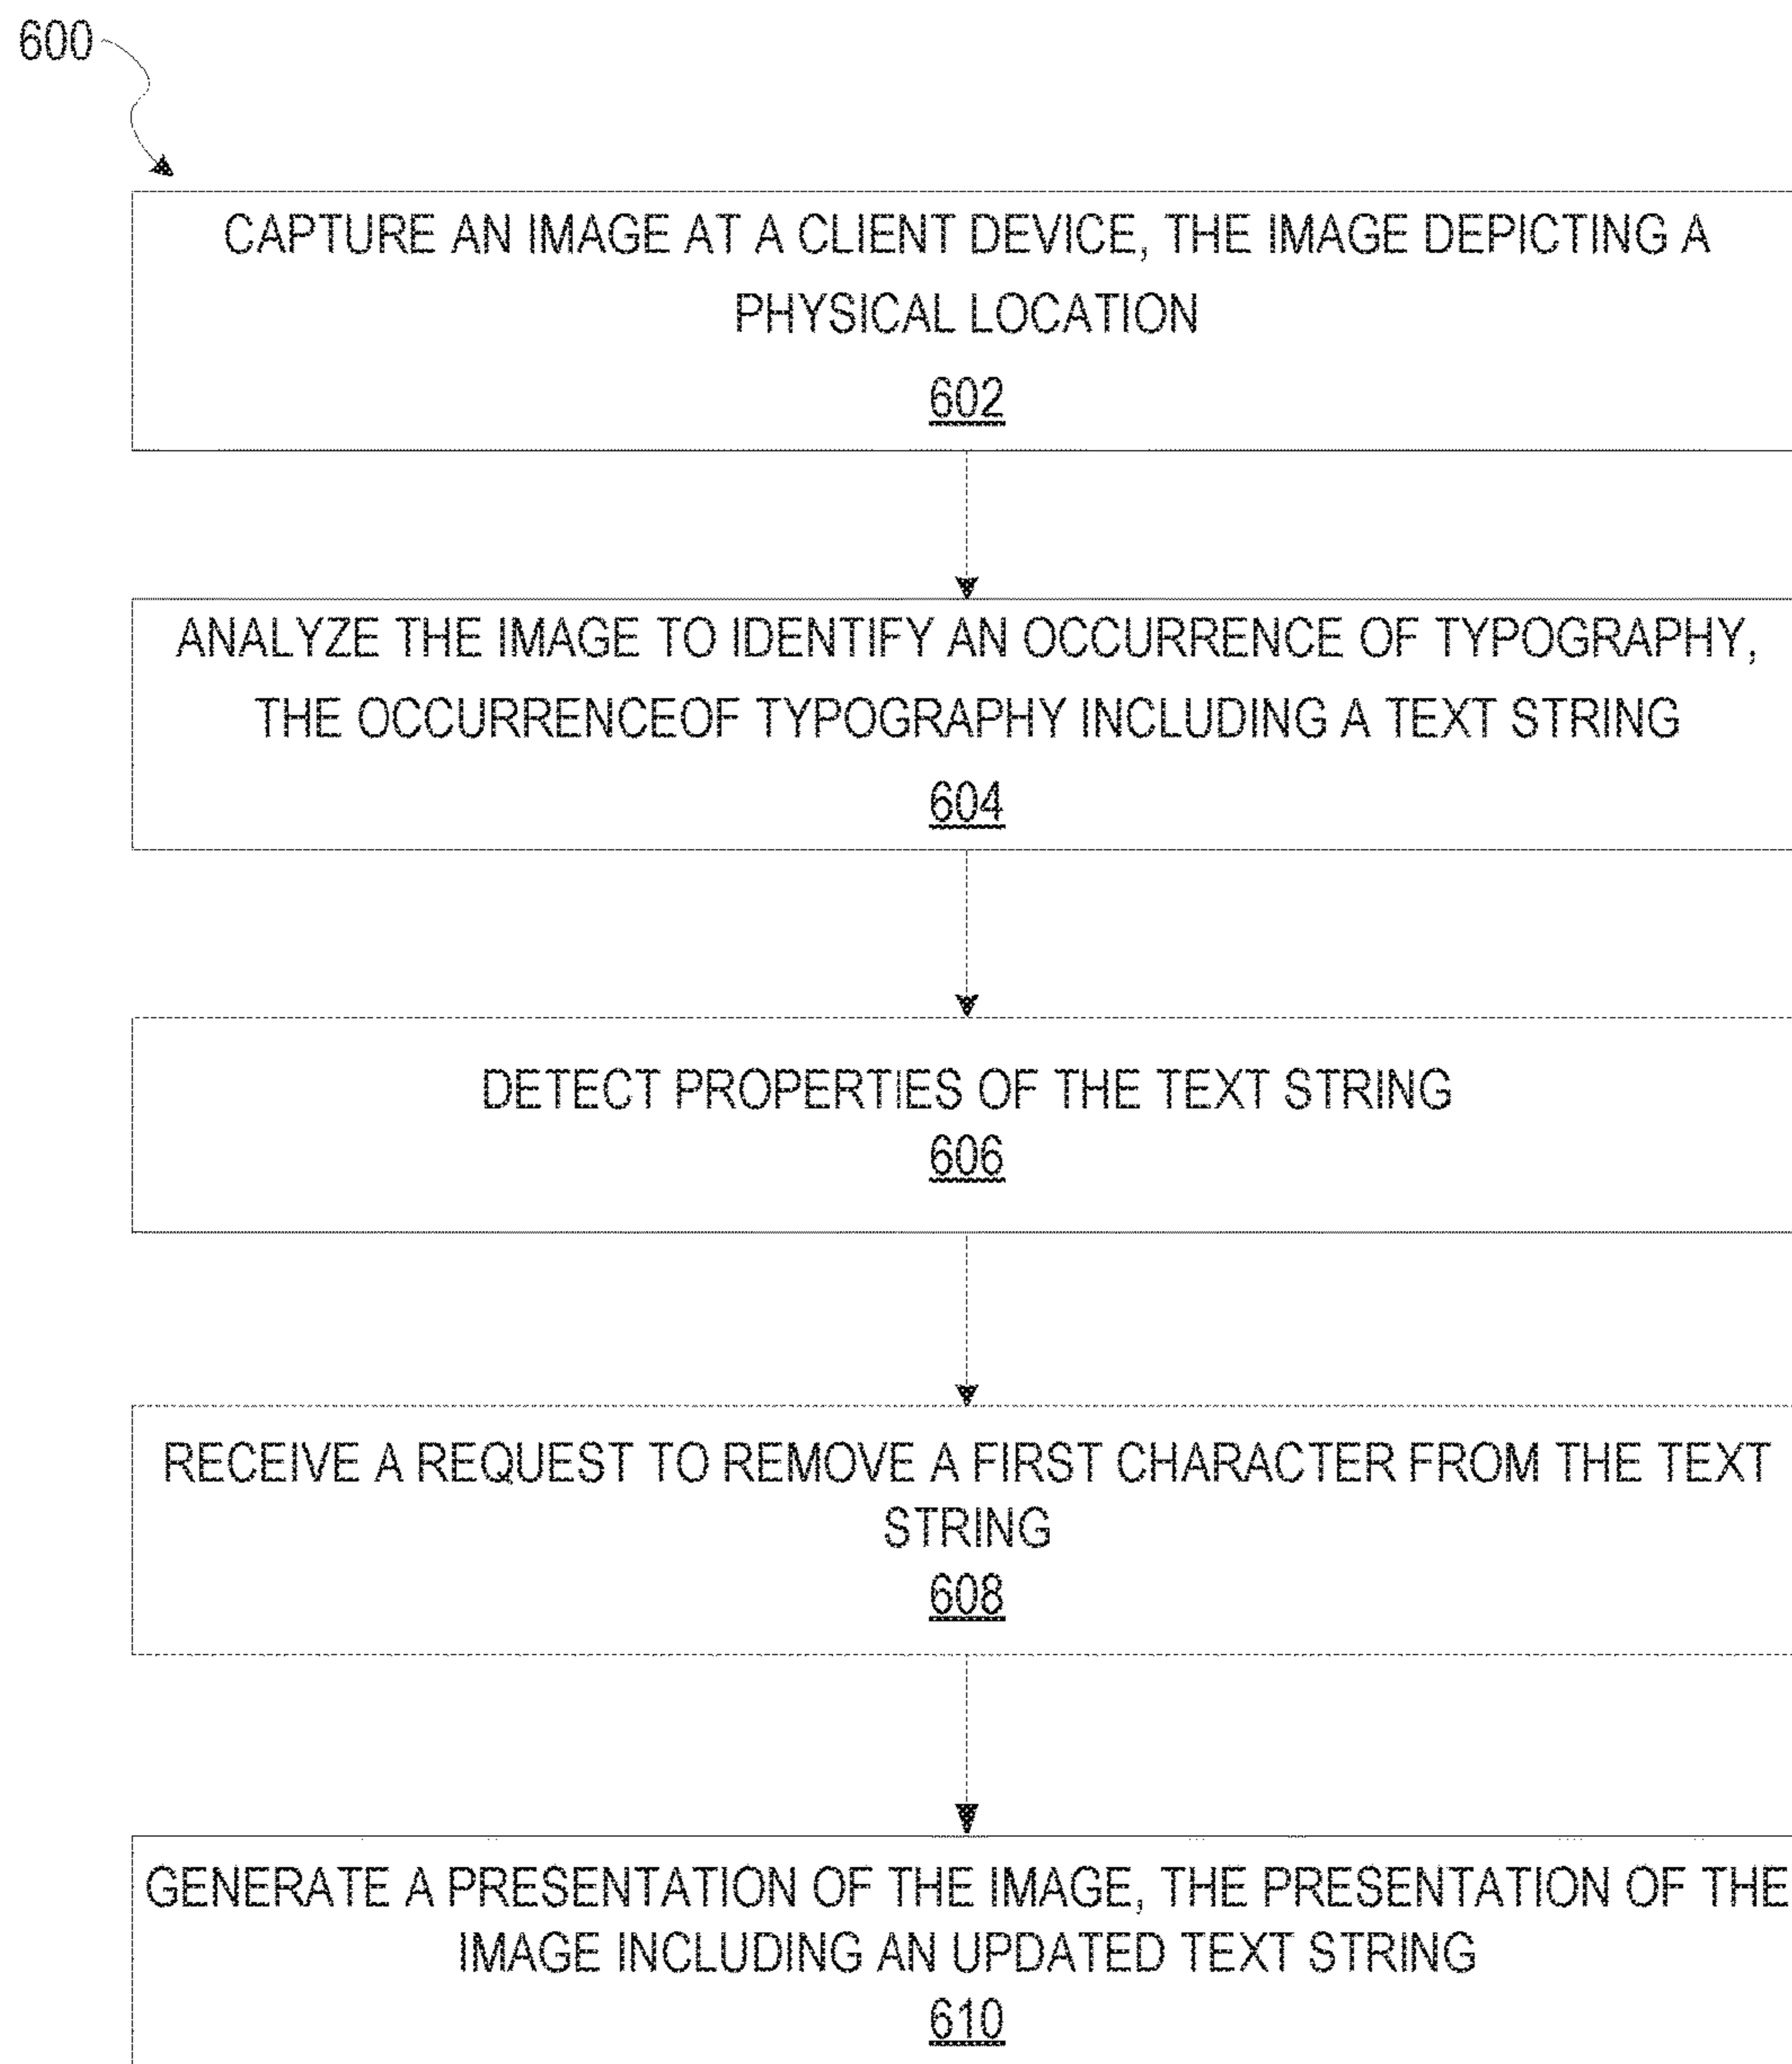 600
CAPTURE AN IMAGE AT A CLIENT DEVICE, THE IMAGE DEPICTING A
PHYSICAL LOCATION
602
ANALYZE THE IMAGE TO IDENTIFY AN OCCURRENCE OF TYPOGRAPHY,
THE OCCURRENCEOF TYPOGRAPHY INCLUDING A TEXT STRING
604
DETECT PROPERTIES OF THE TEXT STRING
606
RECEIVE A REQUEST TO REMOVE A FIRST CHARACTER FROM THE TEXT
STRING
608
GENERATE A PRESENTATION OF THE IMAGE, THE PRESENTATION OF THE
IMAGE INCLUDING AN UPDATED TEXT STRING
610